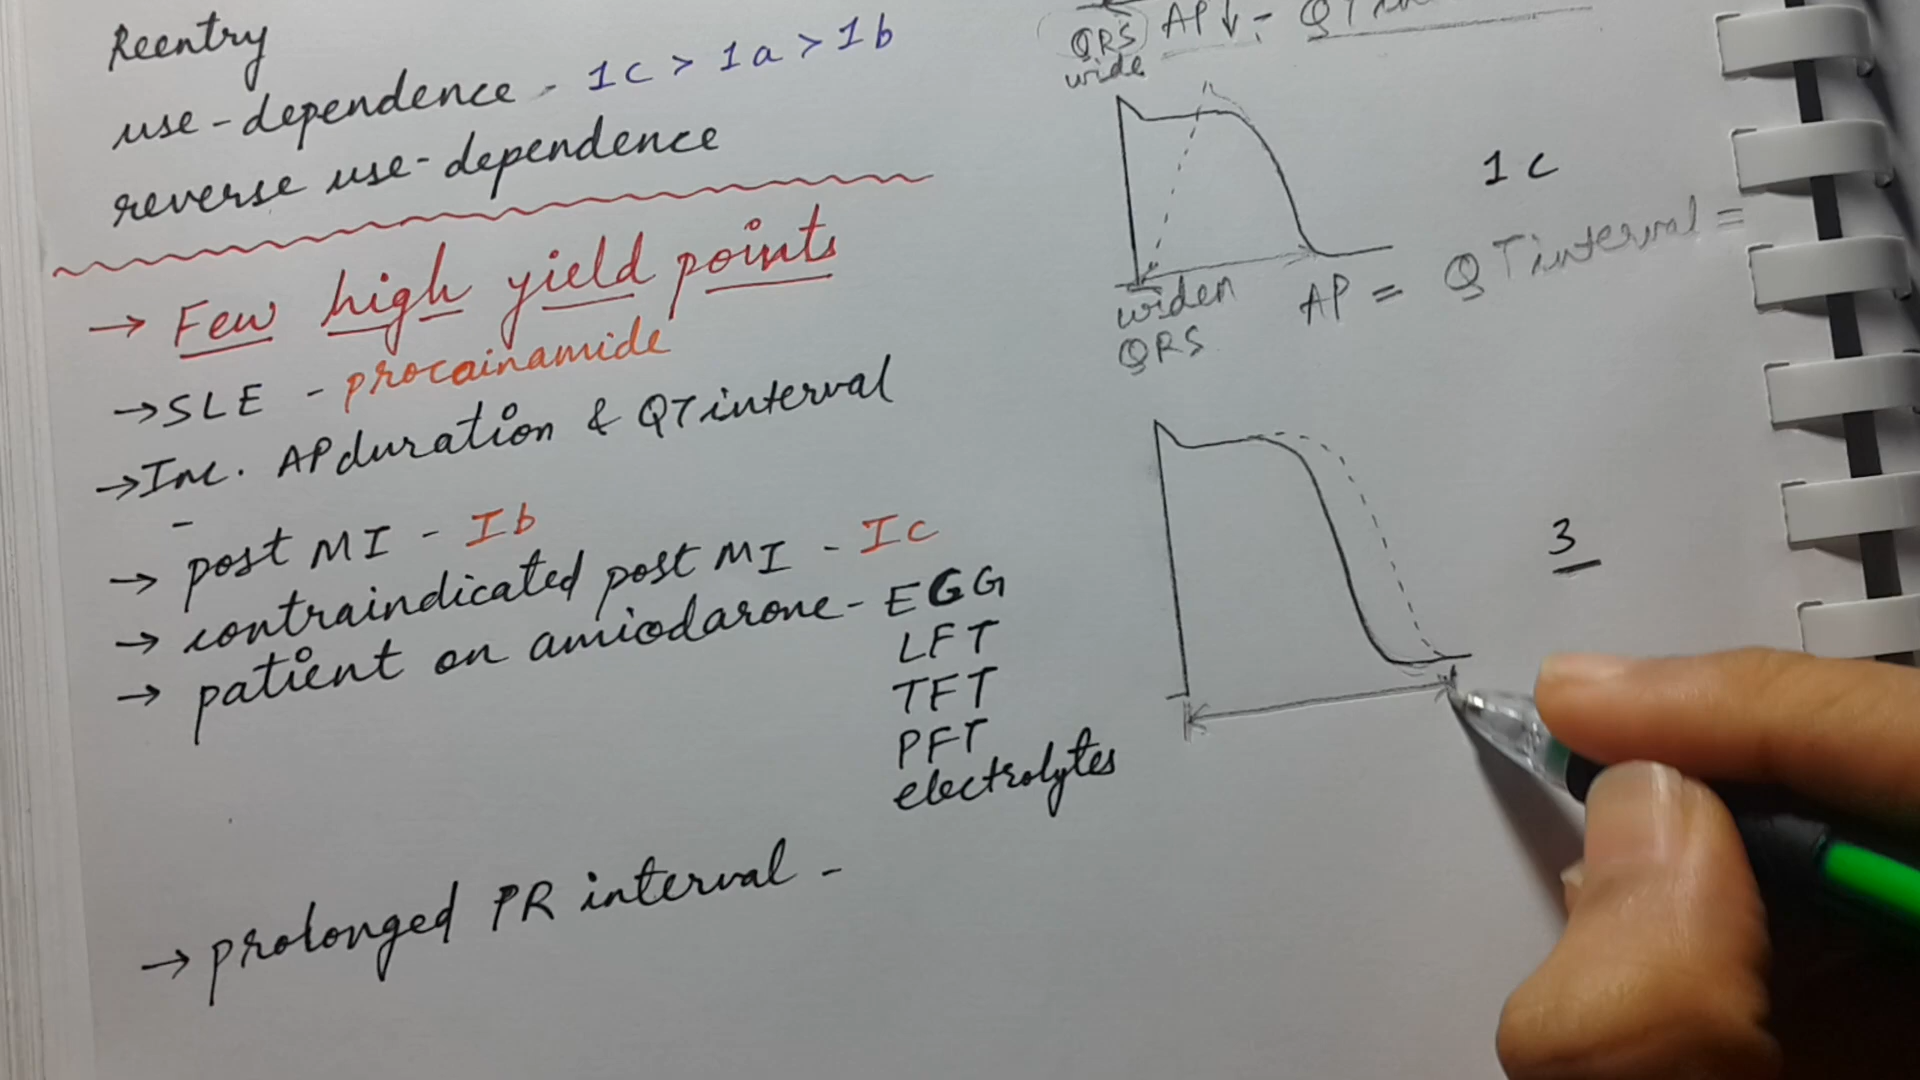 Reentry
use-dependence - 1c > 1a > 1b
reverse use-dependence
→ Few high yield points
→ SLE - procainamide
→ Inc. AP duration & QT interval
-
→ post MI - Ib
→ contraindicated post MI - Ic
→ patient on amiodarone - EGG
LFT
TFT
PFT
electrolytes
→ prolonged PR interval -
QRS AP↓ - QT
wide
1c
widen AP = QT interval =
QRS
3